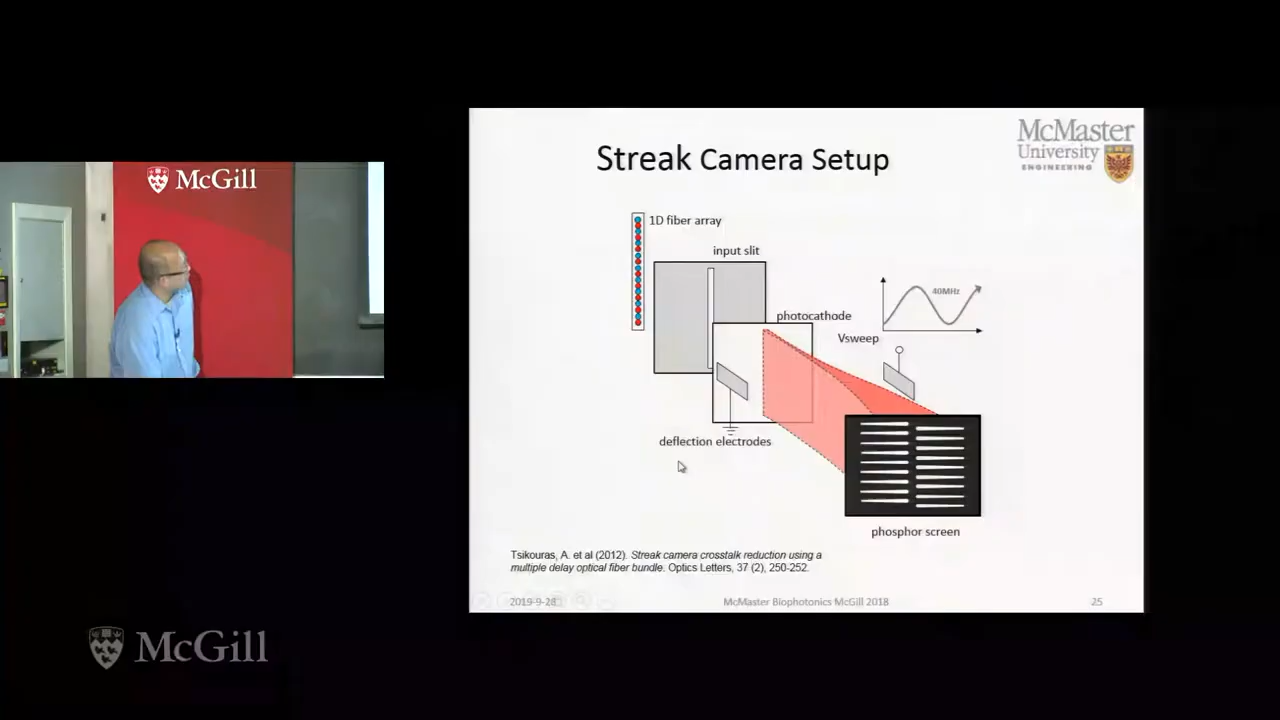 McGill
Streak Camera Setup
McMaster
University
ENGINEERING
1D fiber array
input slit
photocathode
40MHz
Vsweep
deflection electrodes
phosphor screen
Tsikouras, A. et al (2012). Streak camera crosstalk reduction using a
multiple delay optical fiber bundle. Optics Letters, 37 (2), 250-252.
2019-9-28
McMaster Biophotonics McGill 2018
25
McGill